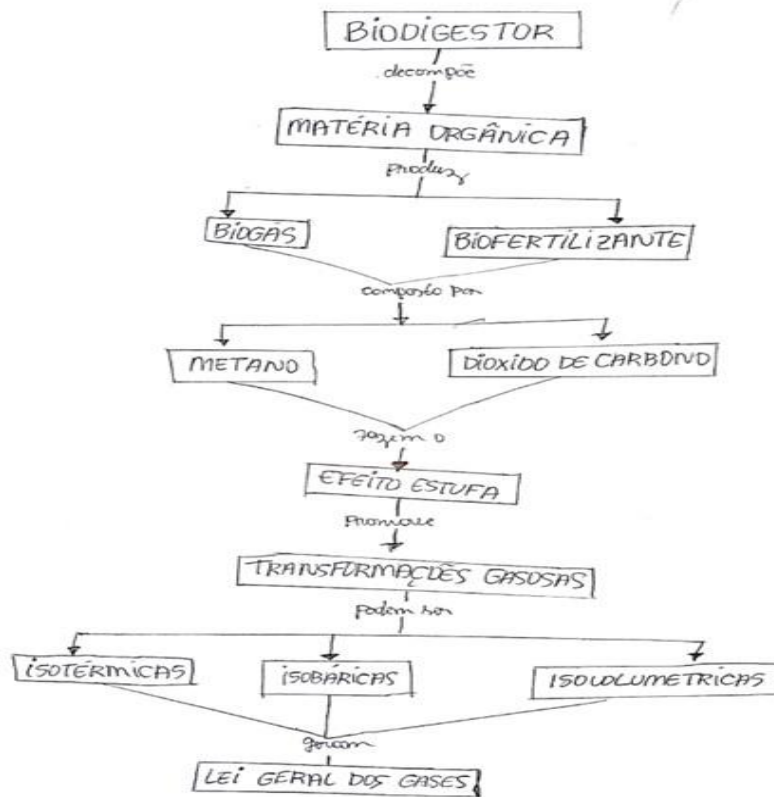 BIODIGESTOR
decompõe
MATÉRIA ORGÂNICA
produz
BIOGÁS BIOFERTILIZANTE
composto por
METANO DIOXIDO DE CARBONO
fazem o
EFEITO ESTUFA
promove
TRANSFORMAÇÕES GASOSAS
podem ser
ISOTÉRMICAS ISOBÁRICAS ISOVOLUMETRICAS
geram
LEI GERAL DOS GASES